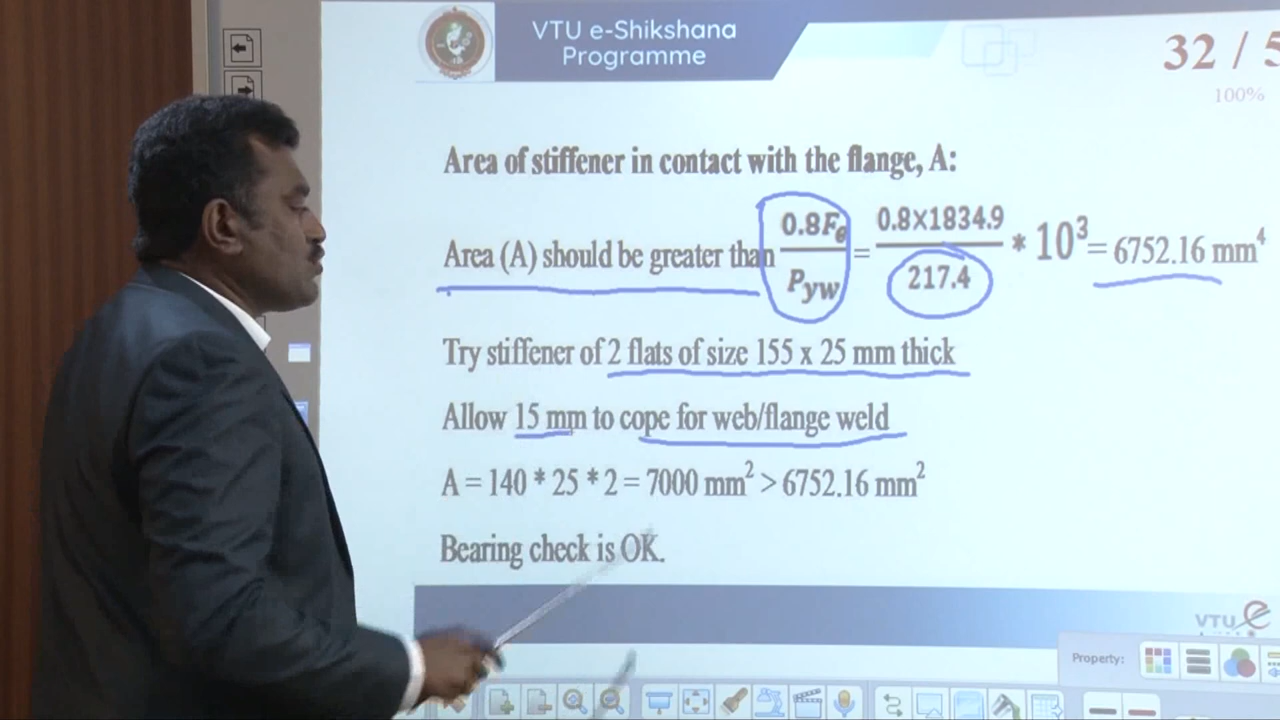 VTU e-Shikshana
Programme
32 / 5
100%
Area of stiffener in contact with the flange, A:
Area (A) should be greater than 0.8Fe / Pyw = 0.8×1834.9 / 217.4 * 10³ = 6752.16 mm⁴
Try stiffener of 2 flats of size 155 x 25 mm thick
Allow 15 mm to cope for web/flange weld
A = 140 * 25 * 2 = 7000 mm² > 6752.16 mm²
Bearing check is OK.
VTU e
Property: